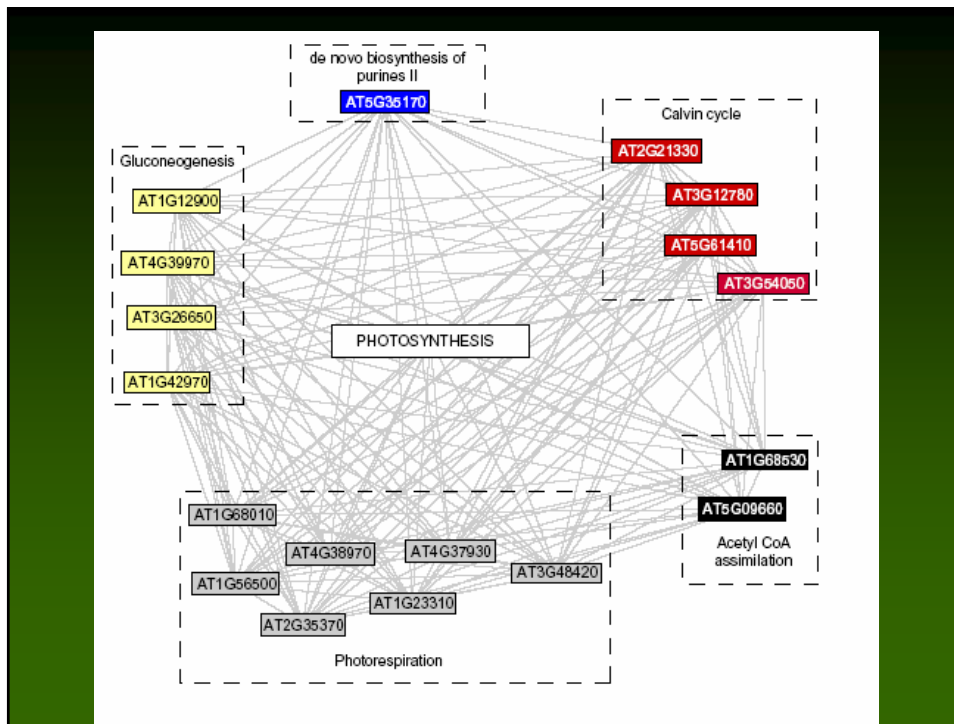 de novo biosynthesis of
purines II
AT5G35170
Calvin cycle
AT2G21330
AT3G12780
AT5G61410
AT3G54050
Gluconeogenesis
AT1G12900
AT4G39970
AT3G26650
AT1G42970
PHOTOSYNTHESIS
AT1G68530
AT5G09660
Acetyl CoA
assimilation
AT1G68010
AT4G38970
AT4G37930
AT3G48420
AT1G56500
AT1G23310
AT2G35370
Photorespiration